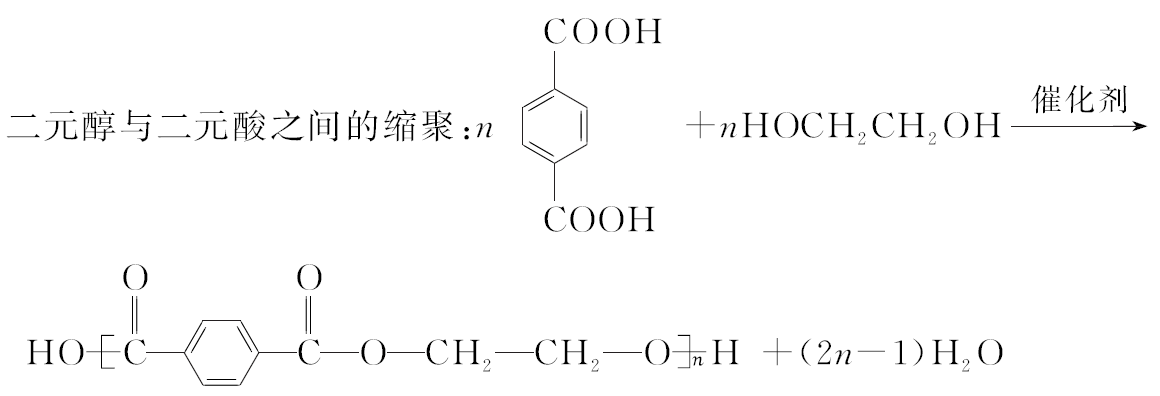 COOH
二元醇与二元酸之间的缩聚:n +nHOCH₂CH₂OH 催化剂
COOH
O O
HO[C C—O—CH₂—CH₂—O]ₙH +(2n−1)H₂O